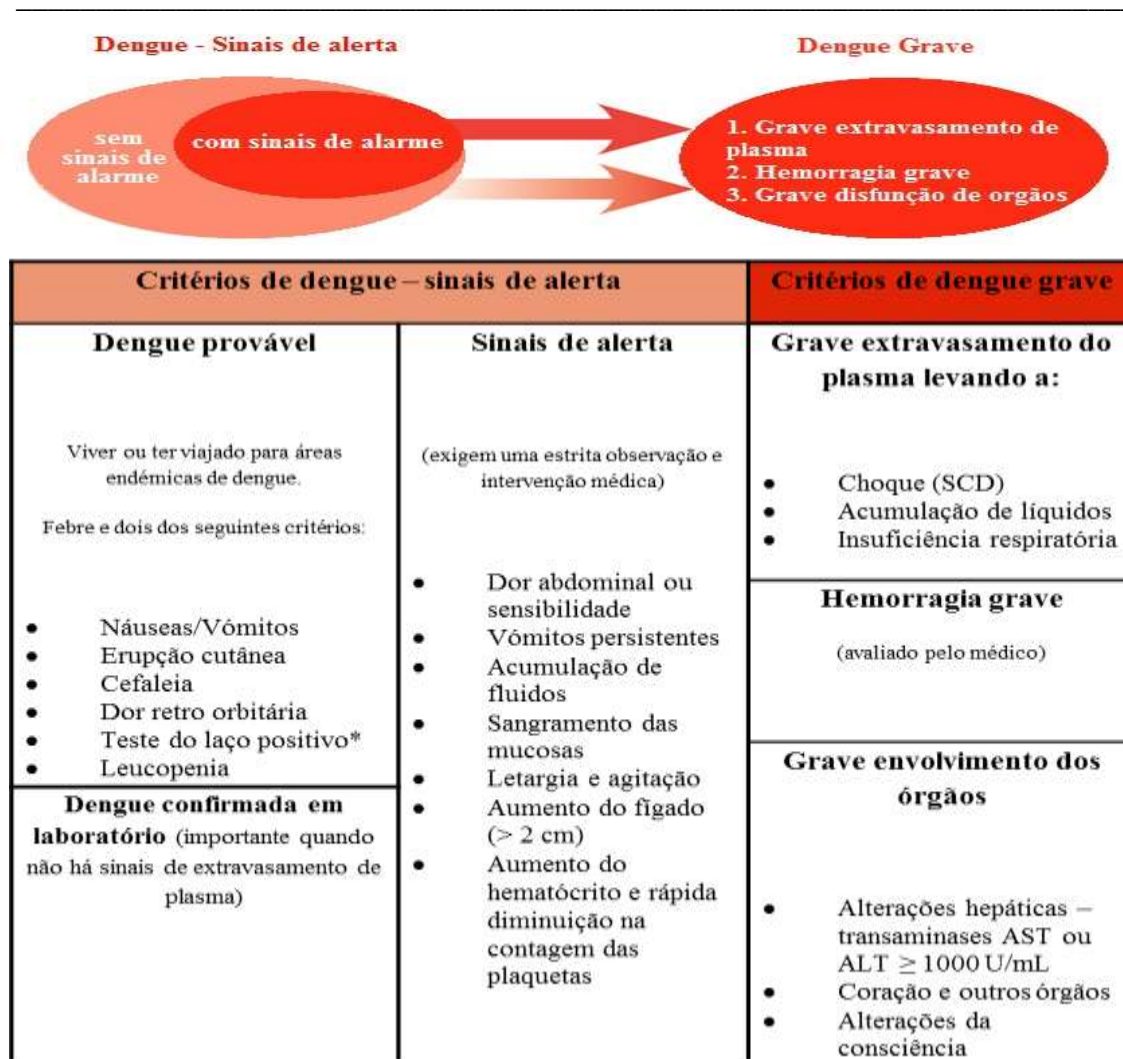 Dengue - Sinais de alerta
Dengue Grave
sem
sinais de
alarme
com sinais de alarme
1. Grave extravasamento de
plasma
2. Hemorragia grave
3. Grave disfunção de orgãos
Critérios de dengue – sinais de alerta
Critérios de dengue grave
Dengue provável
Viver ou ter viajado para áreas
endémicas de dengue.
Febre e dois dos seguintes critérios:
• Náuseas/Vómitos
• Erupção cutânea
• Cefaleia
• Dor retro orbitária
• Teste do laço positivo*
• Leucopenia
Dengue confirmada em
laboratório (importante quando
não há sinais de extravasamento de
plasma)
Sinais de alerta
(exigem uma estrita observação e
intervenção médica)
• Dor abdominal ou
sensibilidade
• Vómitos persistentes
• Acumulação de
fluidos
• Sangramento das
mucosas
• Letargia e agitação
• Aumento do fígado
(> 2 cm)
• Aumento do
hematócrito e rápida
diminuição na
contagem das
plaquetas
Grave extravasamento do
plasma levando a:
• Choque (SCD)
• Acumulação de líquidos
• Insuficiência respiratória
Hemorragia grave
(avaliado pelo médico)
Grave envolvimento dos
órgãos
• Alterações hepáticas –
transaminases AST ou
ALT ≥ 1000 U/mL
• Coração e outros órgãos
• Alterações da
consciência